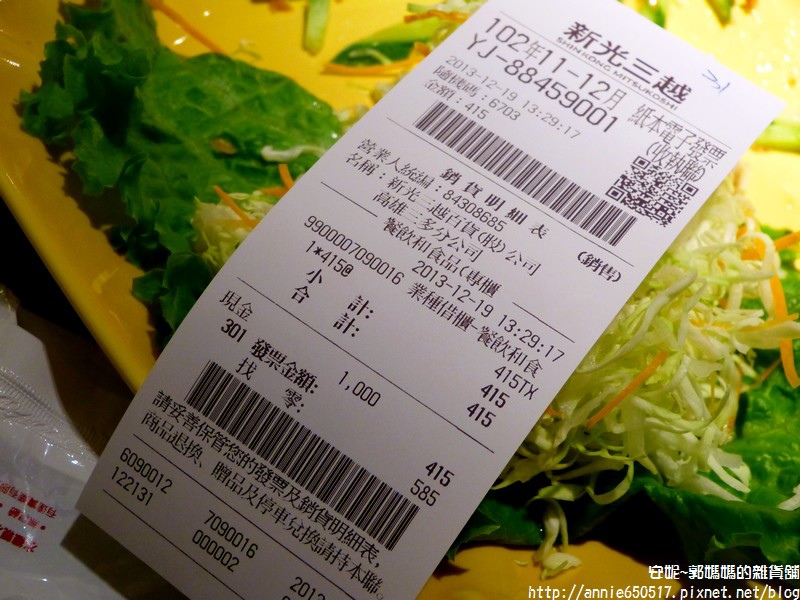 新光三越
SHIN KONG MITSUKOSHI
102年11-12月 紙本電子發票
YJ-88459001 (收執聯)
2013-12-19 13:29:17
隨機碼：6703
金額：415
銷貨明細表 (銷售)
營業人統編：84308685
名稱：新光三越百貨(股)公司
高雄三多分公司
餐飲和食品(專櫃
2013-12-19 13:29:17
9900007090016 業種借櫃-餐飲和食
1*415@ 415TX
小 計： 415
合 計： 415
現金 1,000
301 發票金額： 415
找 零： 585
請妥善保管您的發票及銷貨明細表，
商品退換、贈品及停車兌換請持本聯。
6090012 7090016 2013
122131 000002
安妮~郭媽媽的雜貨舖
http://annie650517.pixnet.net/blog